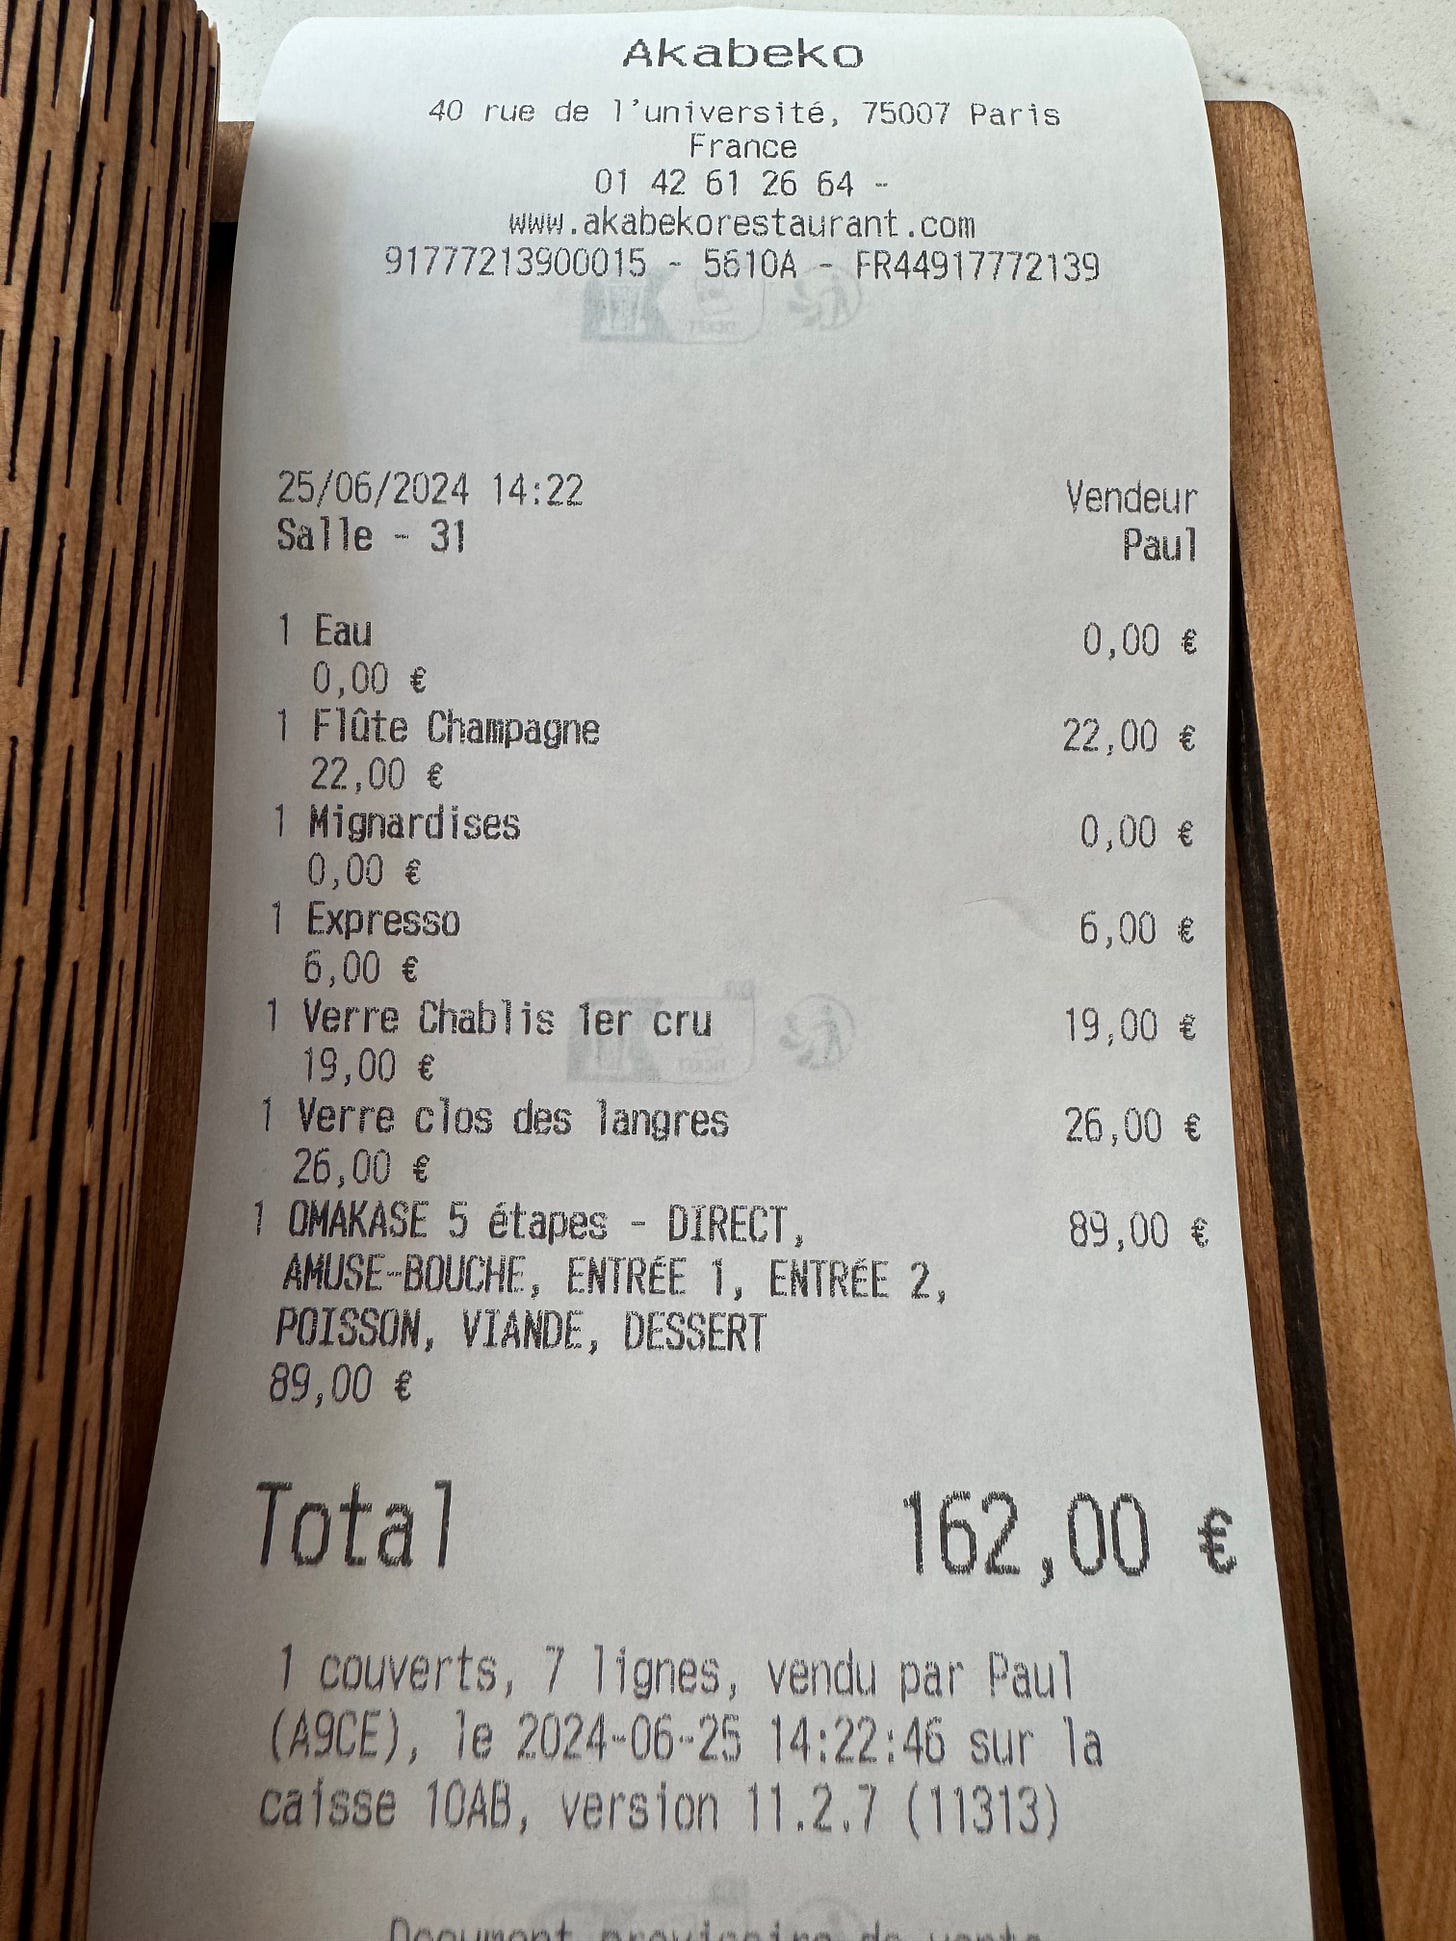 Akabeko
40 rue de l'université, 75007 Paris
France
01 42 61 26 64 -
www.akabekorestaurant.com
91777213900015 - 5610A - FR44917772139
25/06/2024 14:22 Vendeur
Salle - 31 Paul
1 Eau 0,00 €
0,00 €
1 Flûte Champagne 22,00 €
22,00 €
1 Mignardises 0,00 €
0,00 €
1 Expresso 6,00 €
6,00 €
1 Verre Chablis 1er cru 19,00 €
19,00 €
1 Verre clos des langres 26,00 €
26,00 €
1 OMAKASE 5 étapes - DIRECT, 89,00 €
AMUSE-BOUCHE, ENTRÉE 1, ENTRÉE 2,
POISSON, VIANDE, DESSERT
89,00 €
Total 162,00 €
1 couverts, 7 lignes, vendu par Paul
(A9CE), le 2024-06-25 14:22:46 sur la
caisse 10AB, version 11.2.7 (11313)
Document provisoire de vente